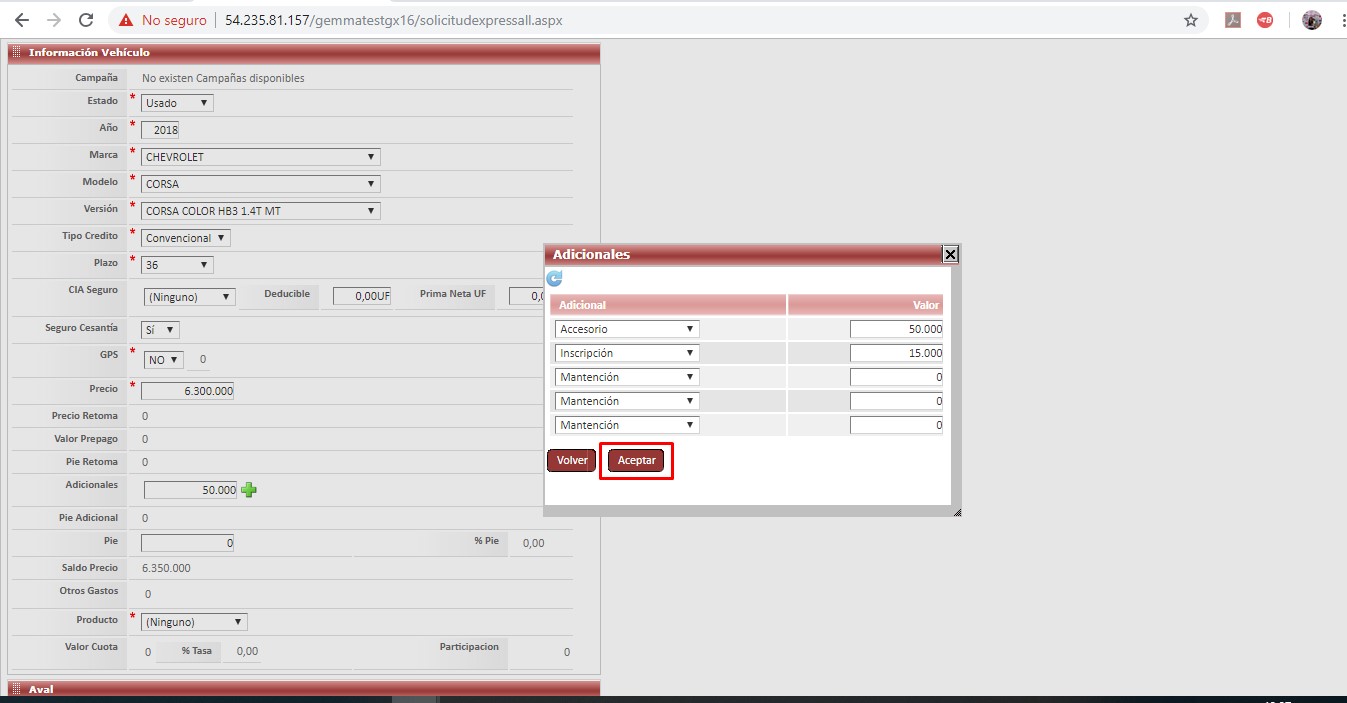 No seguro | 54.235.81.157/gemmatestgx16/solicitudexpressall.aspx
Información Vehículo
Campaña No existen Campañas disponibles
Estado * Usado
Año * 2018
Marca * CHEVROLET
Modelo * CORSA
Versión * CORSA COLOR HB3 1.4T MT
Tipo Credito * Convencional
Plazo * 36
CIA Seguro (Ninguno) Deducible 0,00UF Prima Neta UF 0,0
Seguro Cesantía Sí
GPS * NO 0
Precio * 6.300.000
Precio Retoma 0
Valor Prepago 0
Pie Retoma 0
Adicionales 50.000
Pie Adicional 0
Pie 0 % Pie 0,00
Saldo Precio 6.350.000
Otros Gastos 0
Producto * (Ninguno)
Valor Cuota 0 % Tasa 0,00 Participacion 0
Aval
Adicionales
Adicional Valor
Accesorio 50.000
Inscripción 15.000
Mantención 0
Mantención 0
Mantención 0
Volver Aceptar